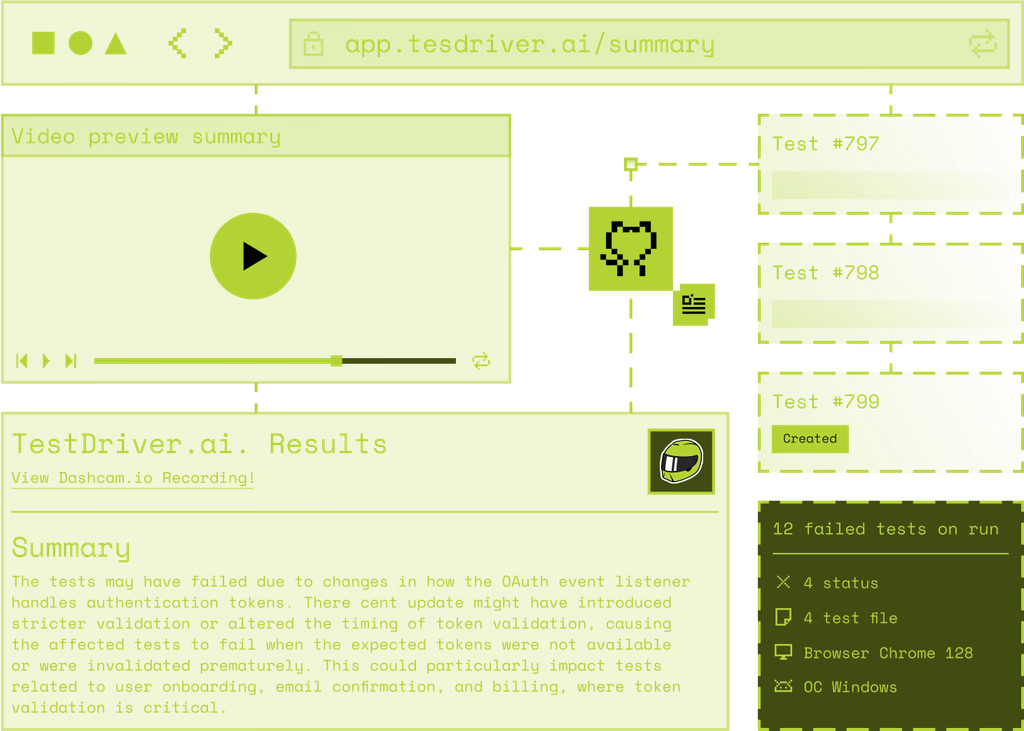 app.tesdriver.ai/summary
Video preview summary
TestDriver.ai. Results
View Dashcam.io Recording!
Summary
The tests may have failed due to changes in how the OAuth event listener
handles authentication tokens. There cent update might have introduced
stricter validation or altered the timing of token validation, causing
the affected tests to fail when the expected tokens were not available
or were invalidated prematurely. This could particularly impact tests
related to user onboarding, email confirmation, and billing, where token
validation is critical.
Test #797
Test #798
Test #799
Created
12 failed tests on run
4 status
4 test file
Browser Chrome 128
OC Windows